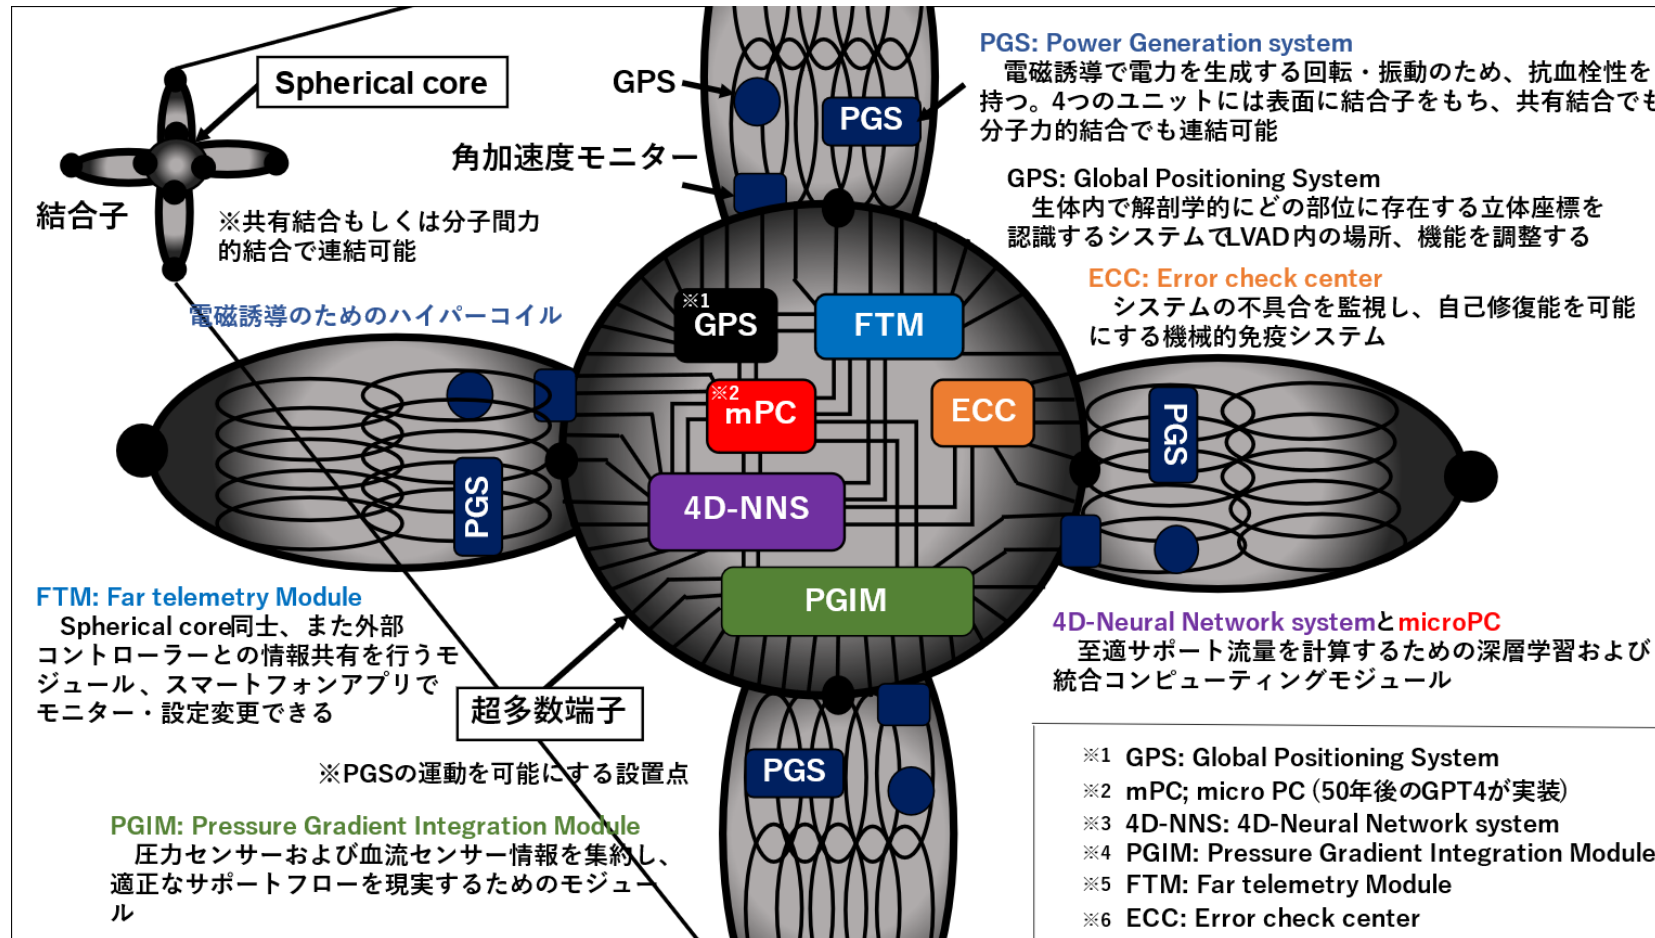 Spherical core
結合子
※共有結合もしくは分子間力
的結合で連結可能
GPS
PGS
角加速度モニター
PGS: Power Generation system
電磁誘導で電力を生成する回転・振動のため、抗血栓性を
持つ。4つのユニットには表面に結合子をもち、共有結合でも
分子力的結合でも連結可能
GPS: Global Positioning System
生体内で解剖学的にどの部位に存在する立体座標を
認識するシステムでLVAD内の場所、機能を調整する
ECC: Error check center
システムの不具合を監視し、自己修復能を可能
にする機械的免疫システム
電磁誘導のためのハイパーコイル
※1
GPS
FTM
※2
mPC
ECC
4D-NNS
PGIM
PGS
PGS
FTM: Far telemetry Module
Spherical core同士、また外部
コントローラーとの情報共有を行うモ
ジュール、スマートフォンアプリで
モニター・設定変更できる
超多数端子
※PGSの運動を可能にする設置点
PGS
PGIM: Pressure Gradient Integration Module
圧力センサーおよび血流センサー情報を集約し、
適正なサポートフローを現実するためのモジュー
ル
4D-Neural Network systemとmicroPC
至適サポート流量を計算するための深層学習および
統合コンピューティングモジュール
※1 GPS: Global Positioning System
※2 mPC; micro PC (50年後のGPT4が実装)
※3 4D-NNS: 4D-Neural Network system
※4 PGIM: Pressure Gradient Integration Module
※5 FTM: Far telemetry Module
※6 ECC: Error check center